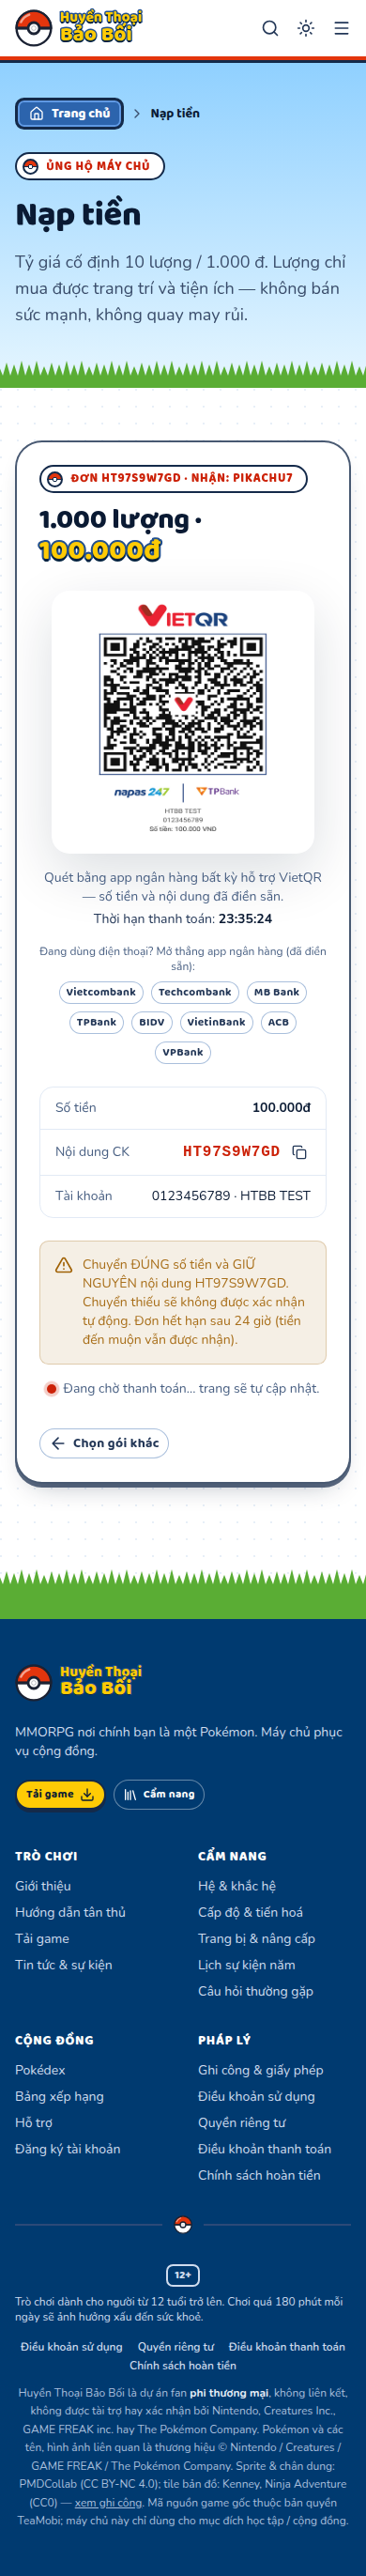 Huyền Thoại
Bảo Bối
Trang chủ
Nạp tiền
ỦNG HỘ MÁY CHỦ
Nạp tiền
Tỷ giá cố định 10 lượng / 1.000 đ. Lượng chỉ
mua được trang trí và tiện ích — không bán
sức mạnh, không quay may rủi.
ĐƠN HT97S9W7GD · NHẬN: PIKACHU7
1.000 lượng ·
100.000đ
VIETQR
napas 247
TPBank
HTBB TEST
0123456789
Số tiền: 100.000 VND
Quét bằng app ngân hàng bất kỳ hỗ trợ VietQR
— số tiền và nội dung đã điền sẵn.
Thời hạn thanh toán: 23:35:24
Đang dùng điện thoại? Mở thẳng app ngân hàng (đã điền
sẵn):
Vietcombank Techcombank MB Bank
TPBank BIDV VietinBank ACB
VPBank
Số tiền 100.000đ
Nội dung CK HT97S9W7GD
Tài khoản 0123456789 · HTBB TEST
Chuyển ĐÚNG số tiền và GIỮ
NGUYÊN nội dung HT97S9W7GD.
Chuyển thiếu sẽ không được xác nhận
tự động. Đơn hết hạn sau 24 giờ (tiền
đến muộn vẫn được nhận).
Đang chờ thanh toán... trang sẽ tự cập nhật.
Chọn gói khác
Huyền Thoại
Bảo Bối
MMORPG nơi chính bạn là một Pokémon. Máy chủ phục
vụ cộng đồng.
Tải game
Cẩm nang
TRÒ CHƠI
Giới thiệu
Hướng dẫn tân thủ
Tải game
Tin tức & sự kiện
CẨM NANG
Hệ & khắc hệ
Cấp độ & tiến hoá
Trang bị & nâng cấp
Lịch sự kiện năm
Câu hỏi thường gặp
CỘNG ĐỒNG
Pokédex
Bảng xếp hạng
Hỗ trợ
Đăng ký tài khoản
PHÁP LÝ
Ghi công & giấy phép
Điều khoản sử dụng
Quyền riêng tư
Điều khoản thanh toán
Chính sách hoàn tiền
12+
Trò chơi dành cho người từ 12 tuổi trở lên. Chơi quá 180 phút mỗi
ngày sẽ ảnh hưởng xấu đến sức khoẻ.
Điều khoản sử dụng Quyền riêng tư Điều khoản thanh toán
Chính sách hoàn tiền
Huyền Thoại Bảo Bối là dự án fan phi thương mại, không liên kết,
không được tài trợ hay xác nhận bởi Nintendo, Creatures Inc.,
GAME FREAK inc. hay The Pokémon Company. Pokémon và các
tên, hình ảnh liên quan là thương hiệu © Nintendo / Creatures /
GAME FREAK / The Pokémon Company. Sprite & chân dung:
PMDCollab (CC BY-NC 4.0); tile bản đồ: Kenney, Ninja Adventure
(CC0) — xem ghi công. Mã nguồn game gốc thuộc bản quyền
TeaMobi; máy chủ này chỉ dùng cho mục đích học tập / cộng đồng.